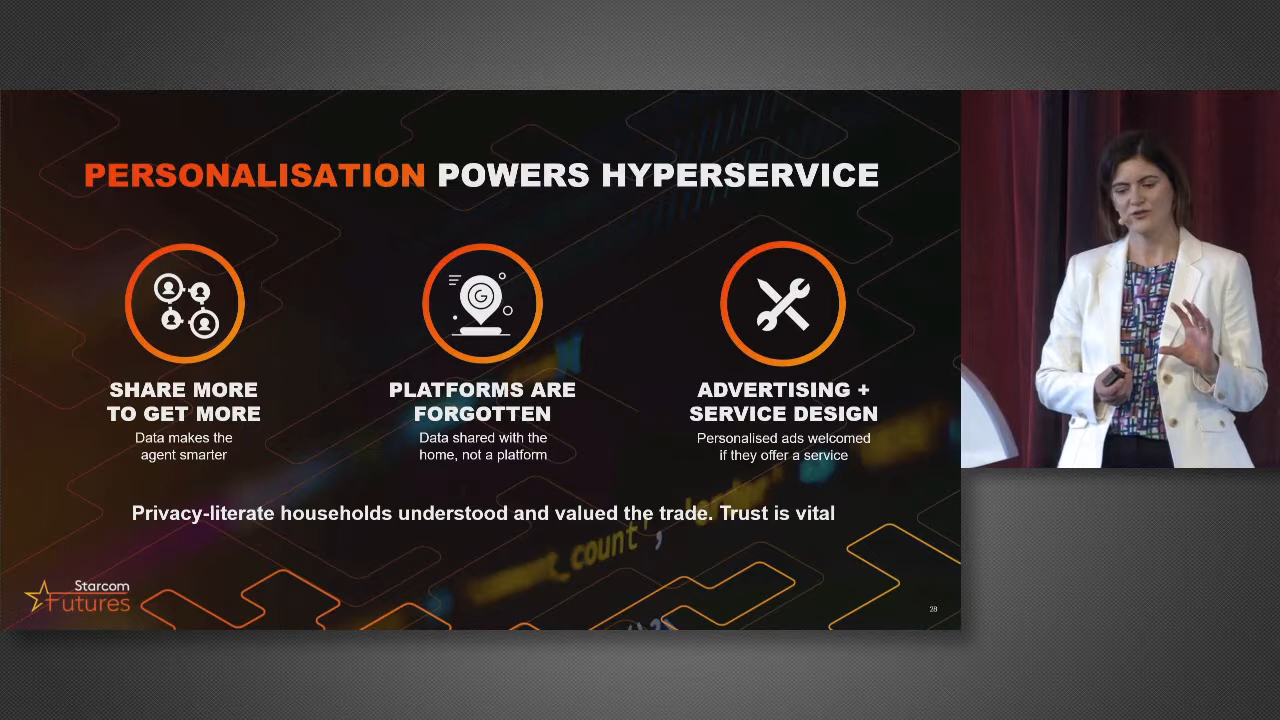 PERSONALISATION POWERS HYPERSERVICE
SHARE MORE
TO GET MORE
Data makes the
agent smarter
PLATFORMS ARE
FORGOTTEN
Data shared with the
home, not a platform
ADVERTISING +
SERVICE DESIGN
Personalised ads welcomed
if they offer a service
Privacy-literate households understood and valued the trade. Trust is vital
Starcom
Futures
28